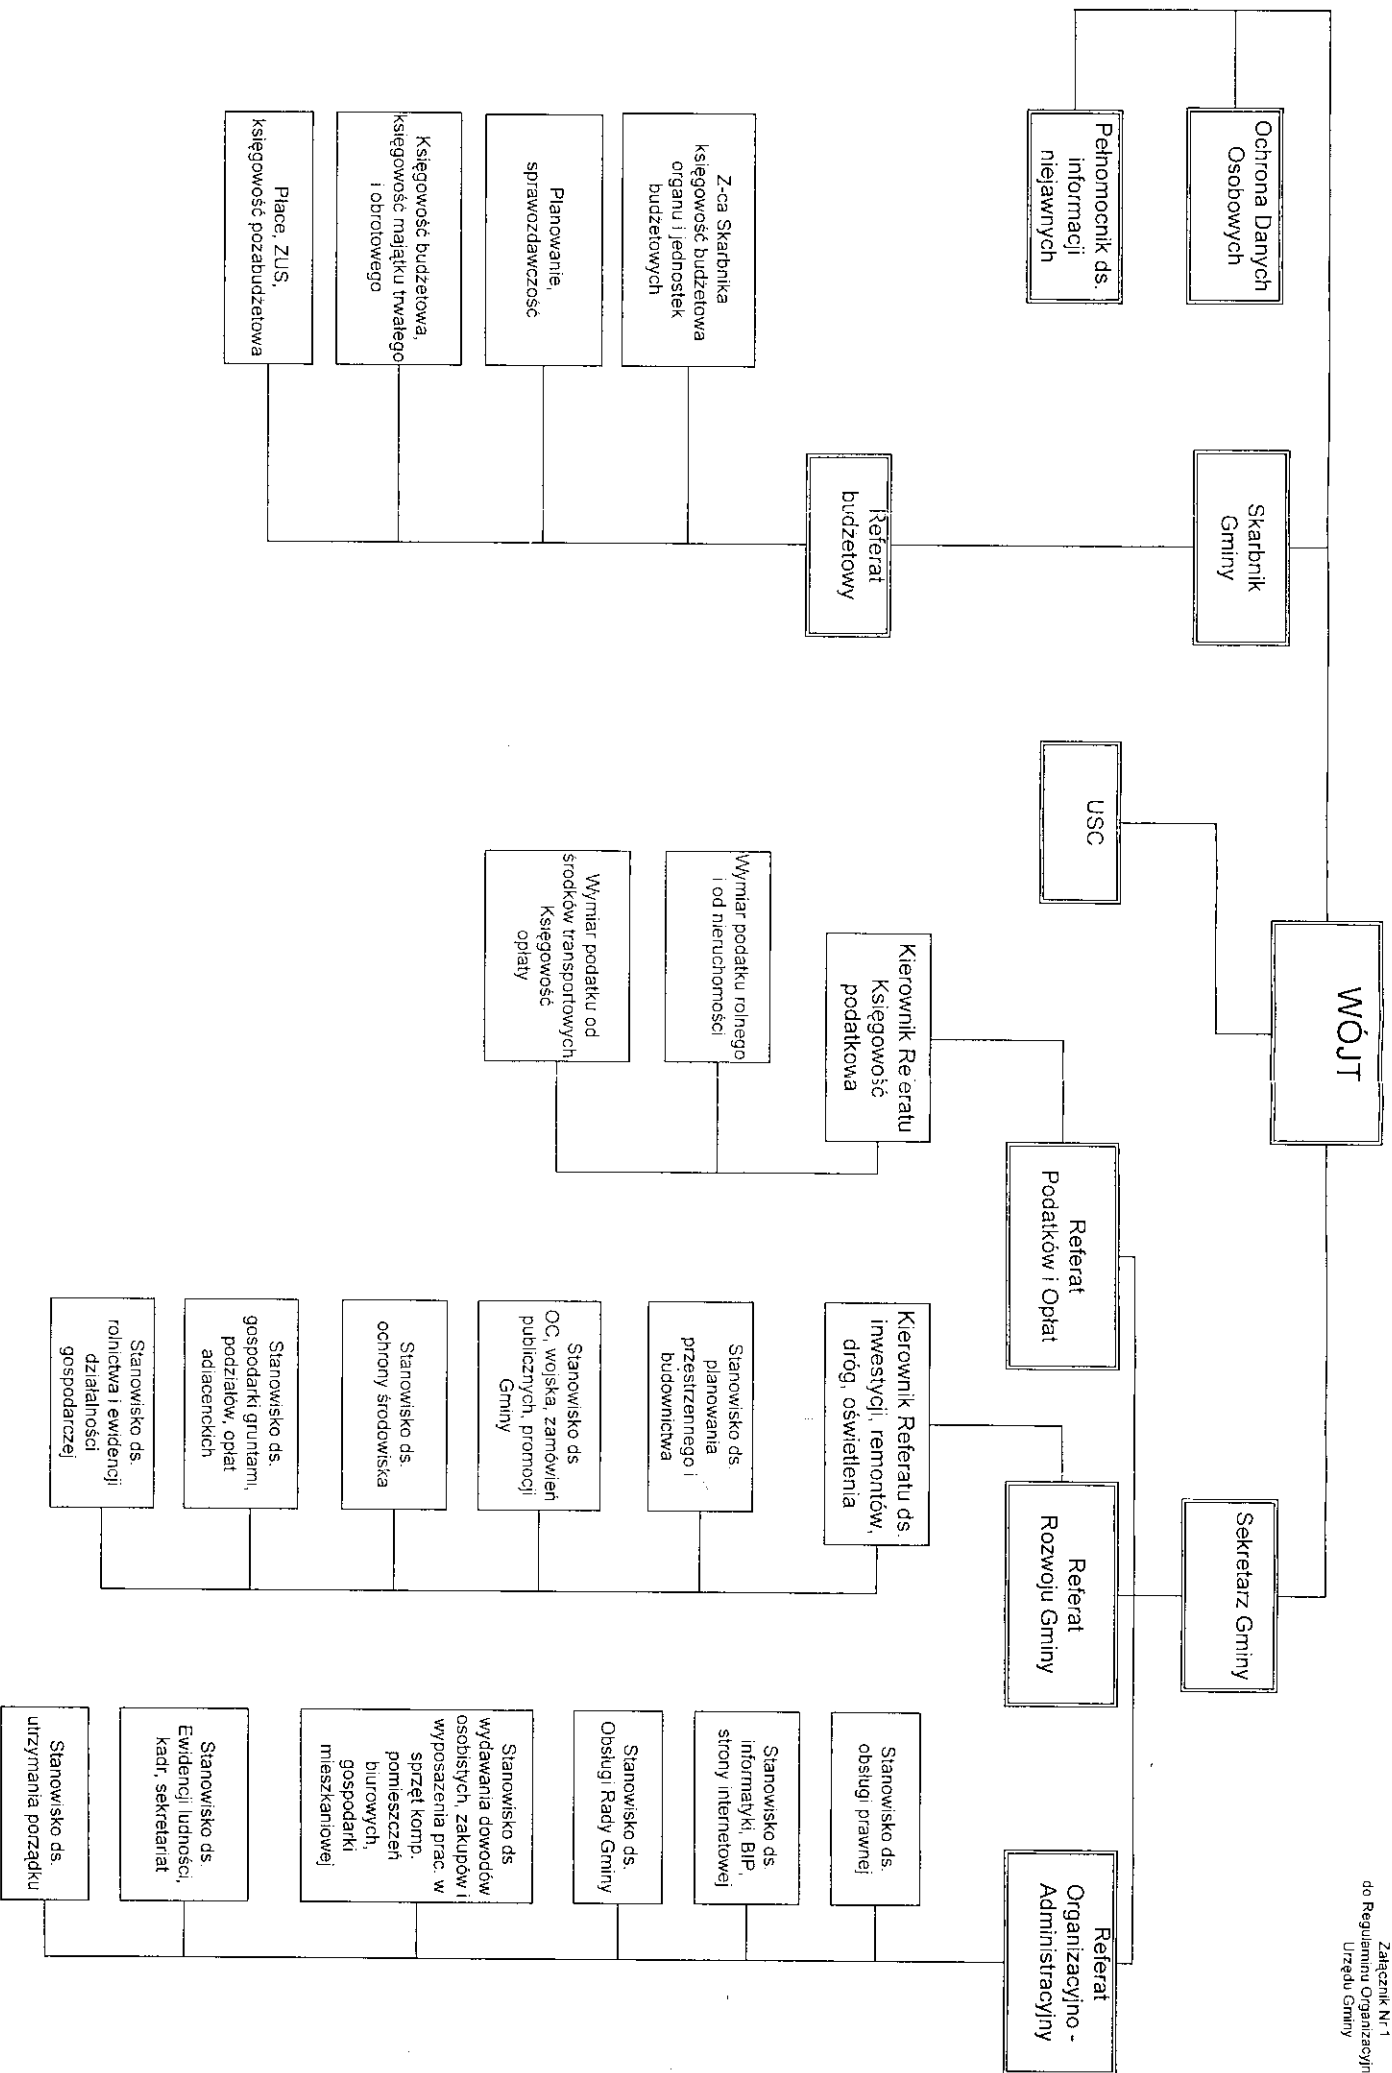 Załącznik Nr 1
do Regulaminu Organizacyjn
Urzędu Gminy
WÓJT
Ochrona Danych
Osobowych
Pełnomocnik ds.
informacji
niejawnych
Skarbnik
Gminy
USC
Sekretarz Gminy
Referat
budżetowy
Referat
Podatków i Opłat
Referat
Rozwoju Gminy
Referat
Organizacyjno -
Administracyjny
Z-ca Skarbnika
księgowość budżetowa
organu i jednostek
budżetowych
Planowanie,
sprawozdawczość
Księgowość budżetowa,
księgowość majątku trwałego
i obrotowego
Płace, ZUS,
księgowość pozabudżetowa
Kierownik Referatu
Księgowość
podatkowa
Wymiar podatku rolnego
i od nieruchomości
Wymiar podatku od
środków transportowych
Księgowość
opłaty
Kierownik Referatu ds.
inwestycji, remontów,
dróg, oświetlenia
Stanowisko ds.
planowania
przestrzennego i
budownictwa
Stanowisko ds
OC, wojska, zamówień
publicznych, promocji
Gminy
Stanowisko ds.
ochrony środowiska
Stanowisko ds.
gospodarki gruntami,
podziałów, opłat
adiacenckich
Stanowisko ds.
rolnictwa i ewidencji
działalności
gospodarczej
Stanowisko ds.
obsługi prawnej
Stanowisko ds.
informatyki, BIP,
strony internetowej
Stanowisko ds.
Obsługi Rady Gminy
Stanowisko ds
wydawania dowodów
osobistych, zakupów i
wyposażenia prac. w
sprzęt komp.
pomieszczeń
biurowych,
gospodarki
mieszkaniowej
Stanowisko ds.
Ewidencji ludności,
kadr, sekretariat
Stanowisko ds.
utrzymania porządku